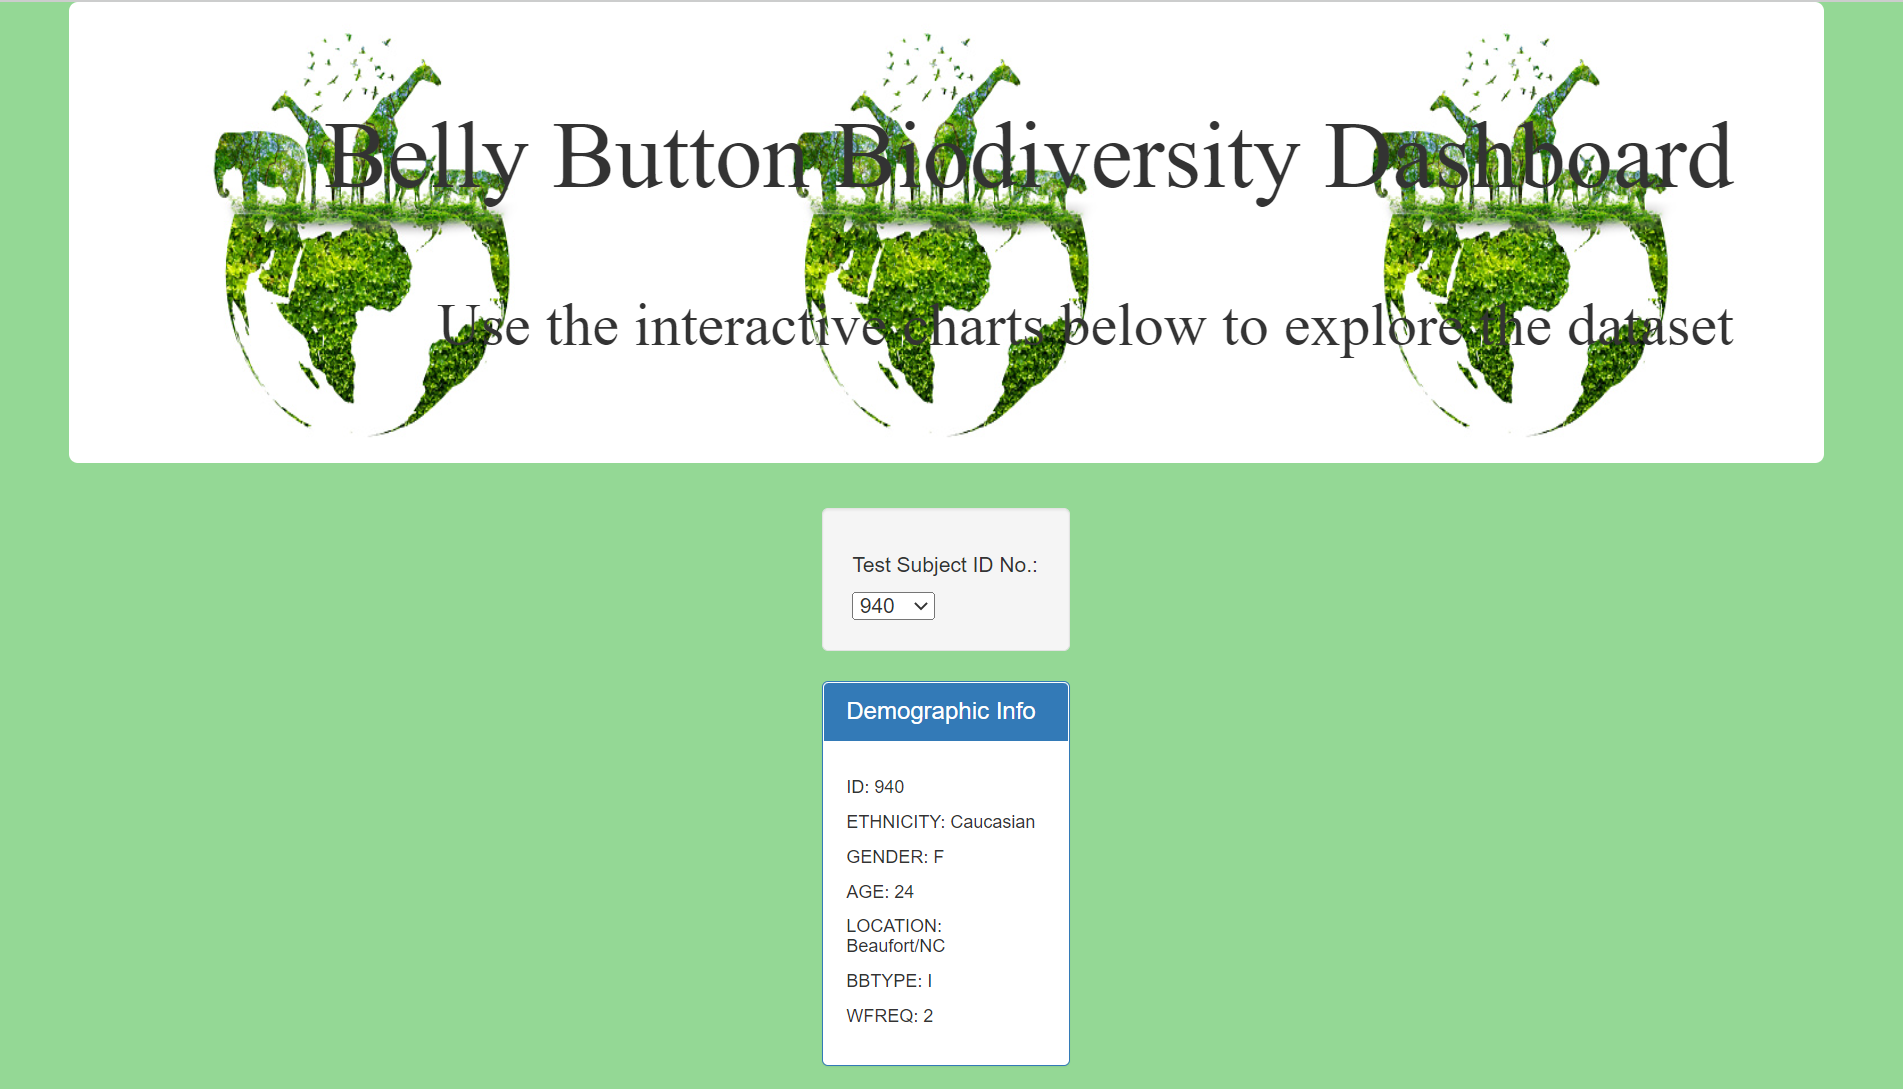 Belly Button Biodiversity Dashboard
Use the interactive charts below to explore the dataset
Test Subject ID No.:
940
Demographic Info
ID: 940
ETHNICITY: Caucasian
GENDER: F
AGE: 24
LOCATION:
Beaufort/NC
BBTYPE: I
WFREQ: 2